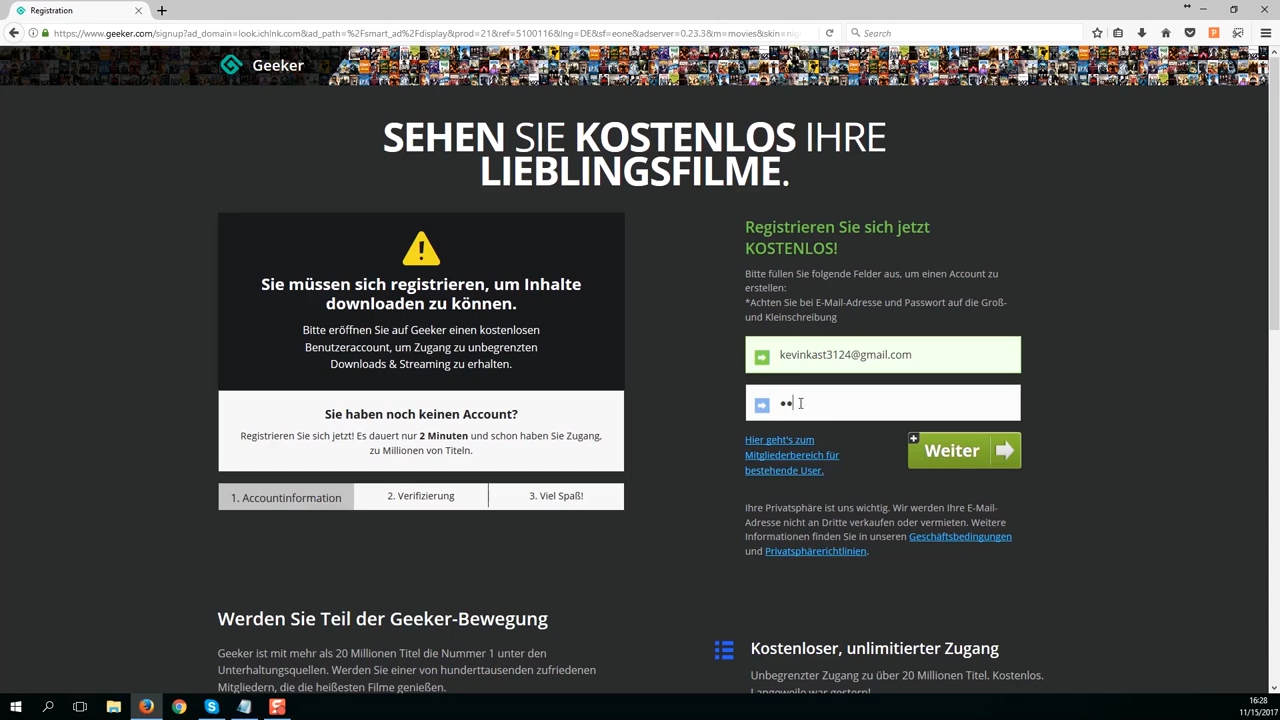 Registration
https://www.geeker.com/signup?ad_domain=look.ichlnk.com&ad_path=%2Fsmart_ad%2Fdisplay&prod=21&ref=5100116&lng=DE&sf=eone&adserver=0.23.3&m=movies&skin=nig
Search
Geeker
SEHEN SIE KOSTENLOS IHRE
LIEBLINGSFILME.
Sie müssen sich registrieren, um Inhalte
downloaden zu können.
Bitte eröffnen Sie auf Geeker einen kostenlosen
Benutzeraccount, um Zugang zu unbegrenzten
Downloads & Streaming zu erhalten.
Sie haben noch keinen Account?
Registrieren Sie sich jetzt! Es dauert nur 2 Minuten und schon haben Sie Zugang,
zu Millionen von Titeln.
1. Accountinformation
2. Verifizierung
3. Viel Spaß!
Registrieren Sie sich jetzt
KOSTENLOS!
Bitte füllen Sie folgende Felder aus, um einen Account zu
erstellen:
*Achten Sie bei E-Mail-Adresse und Passwort auf die Groß-
und Kleinschreibung
kevinkast3124@gmail.com
••
Hier geht's zum
Mitgliederbereich für
bestehende User.
Weiter
Ihre Privatsphäre ist uns wichtig. Wir werden Ihre E-Mail-
Adresse nicht an Dritte verkaufen oder vermieten. Weitere
Informationen finden Sie in unseren Geschäftsbedingungen
und Privatsphärerichtlinien.
Werden Sie Teil der Geeker-Bewegung
Geeker ist mit mehr als 20 Millionen Titel die Nummer 1 unter den
Unterhaltungsquellen. Werden Sie einer von hunderttausenden zufriedenen
Mitgliedern, die die heißesten Filme genießen.
Kostenloser, unlimitierter Zugang
Unbegrenzter Zugang zu über 20 Millionen Titel. Kostenlos.
Langeweile war gestern!
16:28
11/15/2017